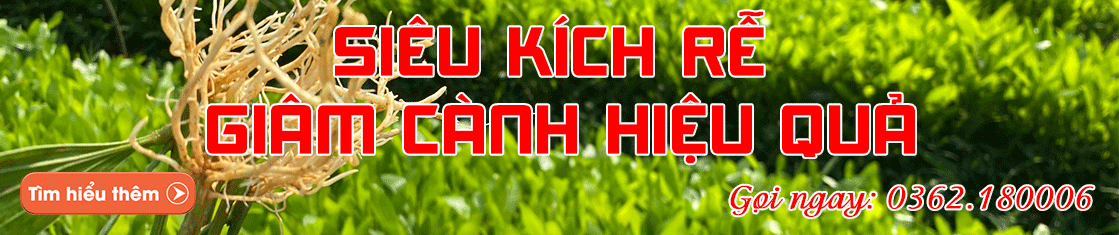 SIÊU KÍCH RỄ
GIÂM CÀNH HIỆU QUẢ
Tìm hiểu thêm
Gọi ngay: 0362.180006